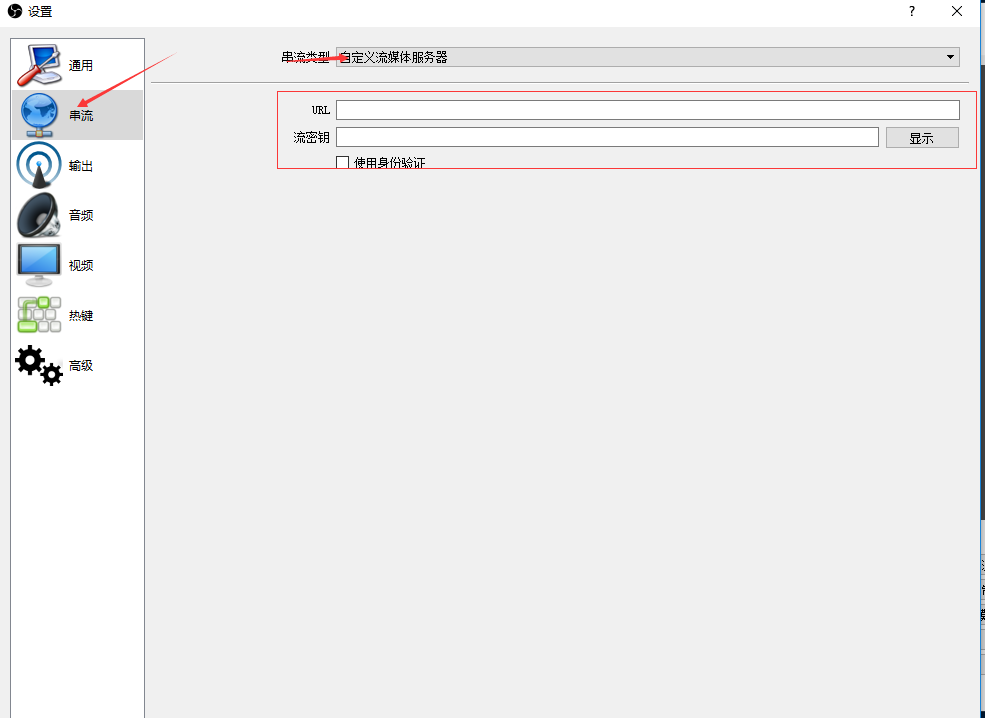 设置
?
通用
串流
输出
音频
视频
热键
高级
串流类型 自定义流媒体服务器
URL
流密钥 显示
使用身份验证